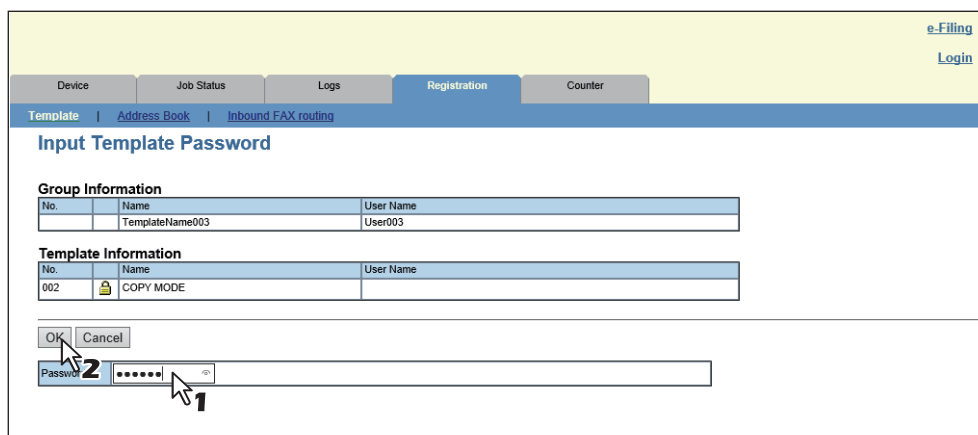 e-Filing
Login
Device Job Status Logs Registration Counter
Template | Address Book | Inbound FAX routing
Input Template Password
Group Information
No. Name User Name
TemplateName003 User003
Template Information
No. Name User Name
002 COPY MODE
OK Cancel
2
Password ●●●●●●
1